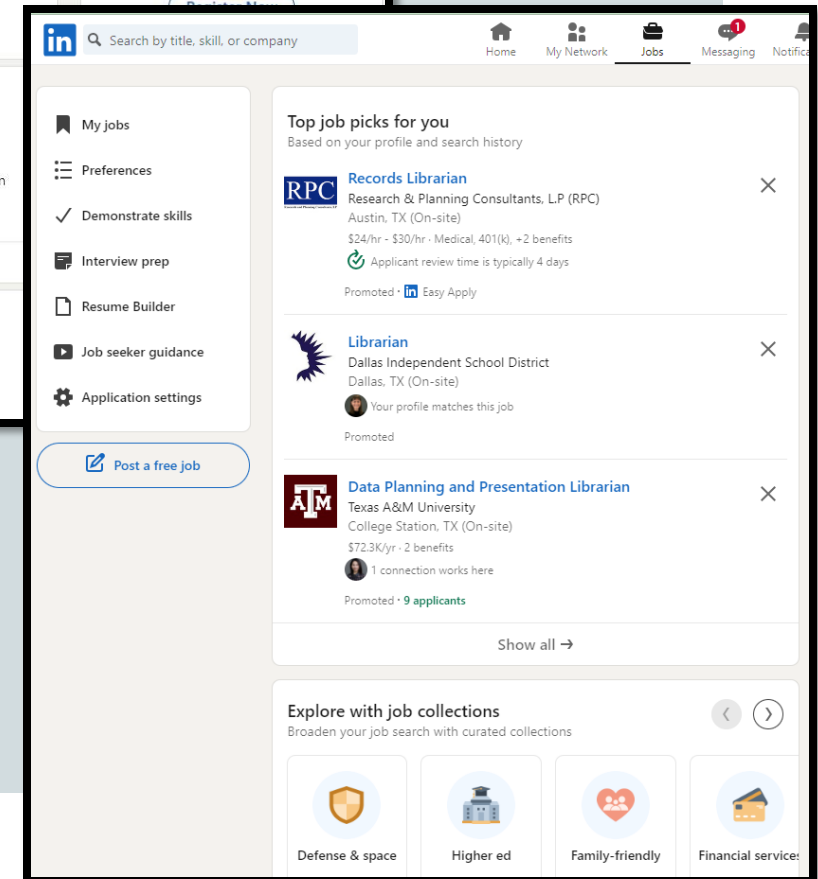 Register Now
n
in
Search by title, skill, or company
Home
My Network
Jobs
1
Messaging
Notifica
My jobs
Preferences
Demonstrate skills
Interview prep
Resume Builder
Job seeker guidance
Application settings
Post a free job
Top job picks for you
Based on your profile and search history
RPC
Records Librarian
Research & Planning Consultants, L.P (RPC)
Austin, TX (On-site)
$24/hr - $30/hr · Medical, 401(k), +2 benefits
Applicant review time is typically 4 days
Promoted · in Easy Apply
Librarian
Dallas Independent School District
Dallas, TX (On-site)
Your profile matches this job
Promoted
ATM
Data Planning and Presentation Librarian
Texas A&M University
College Station, TX (On-site)
$72.3K/yr · 2 benefits
1 connection works here
Promoted · 9 applicants
Show all →
Explore with job collections
Broaden your job search with curated collections
Defense & space
Higher ed
Family-friendly
Financial services